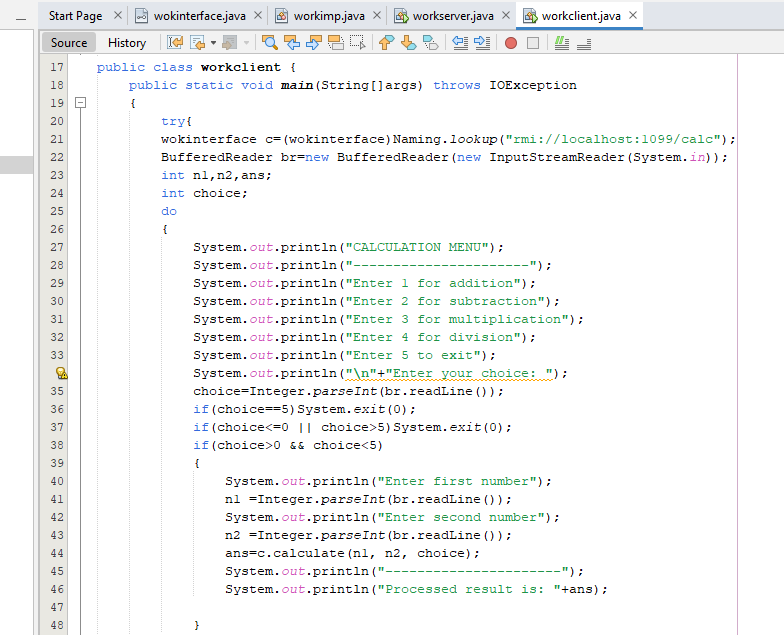 Start Page wokinterface.java workimp.java workserver.java workclient.java
Source History
17 public class workclient {
18 public static void main(String[]args) throws IOException
19 {
20 try{
21 wokinterface c=(wokinterface)Naming.lookup("rmi://localhost:1099/calc");
22 BufferedReader br=new BufferedReader(new InputStreamReader(System.in));
23 int n1,n2,ans;
24 int choice;
25 do
26 {
27 System.out.println("CALCULATION MENU");
28 System.out.println("----------------------");
29 System.out.println("Enter 1 for addition");
30 System.out.println("Enter 2 for subtraction");
31 System.out.println("Enter 3 for multiplication");
32 System.out.println("Enter 4 for division");
33 System.out.println("Enter 5 to exit");
System.out.println("\n"+"Enter your choice: ");
35 choice=Integer.parseInt(br.readLine());
36 if(choice==5)System.exit(0);
37 if(choice<=0 || choice>5)System.exit(0);
38 if(choice>0 && choice<5)
39 {
40 System.out.println("Enter first number");
41 n1 =Integer.parseInt(br.readLine());
42 System.out.println("Enter second number");
43 n2 =Integer.parseInt(br.readLine());
44 ans=c.calculate(n1, n2, choice);
45 System.out.println("----------------------");
46 System.out.println("Processed result is: "+ans);
47
48 }